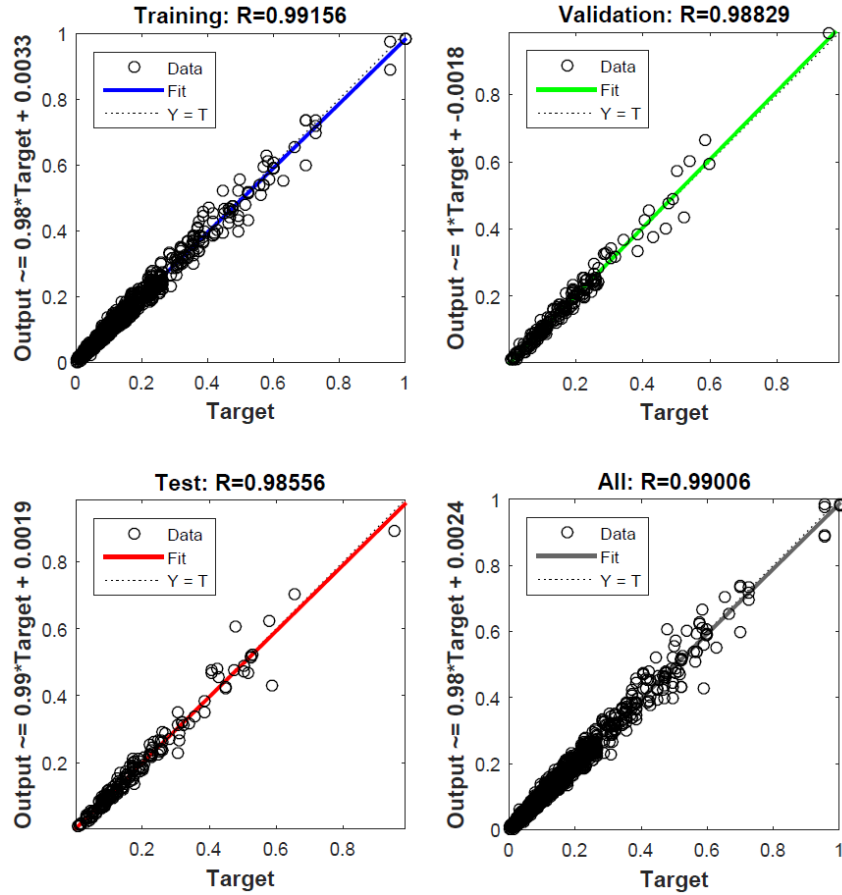 Training: R=0.99156
Output ~= 0.98*Target + 0.0033
1
0.8
0.6
0.4
0.2
0
Data
Fit
Y = T
0
0.2
0.4
0.6
0.8
1
Target
Validation: R=0.98829
Output ~= 1*Target + -0.0018
0.8
0.6
0.4
0.2
Data
Fit
Y = T
0.2
0.4
0.6
0.8
Target
Test: R=0.98556
Output ~= 0.99*Target + 0.0019
0.8
0.6
0.4
0.2
Data
Fit
Y = T
0.2
0.4
0.6
0.8
Target
All: R=0.99006
Output ~= 0.98*Target + 0.0024
1
0.8
0.6
0.4
0.2
0
Data
Fit
Y = T
0
0.2
0.4
0.6
0.8
1
Target